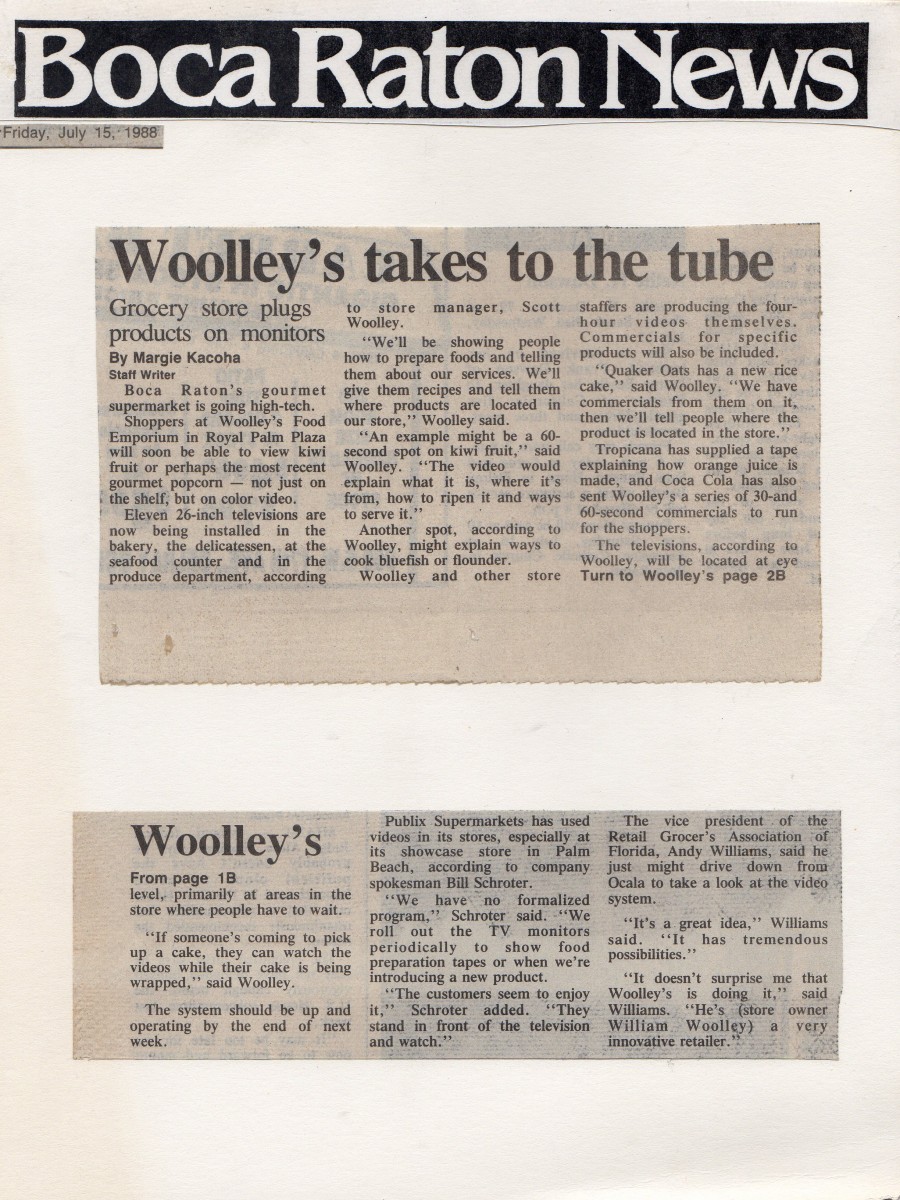 Boca Raton News
Friday, July 15, 1988
Woolley's takes to the tube
Grocery store plugs
products on monitors
By Margie Kacoha
Staff Writer
Boca Raton's gourmet
supermarket is going high-tech.
Shoppers at Woolley's Food
Emporium in Royal Palm Plaza
will soon be able to view kiwi
fruit or perhaps the most recent
gourmet popcorn — not just on
the shelf, but on color video.
Eleven 26-inch televisions are
now being installed in the
bakery, the delicatessen, at the
seafood counter and in the
produce department, according
to store manager, Scott
Woolley.
"We'll be showing people
how to prepare foods and telling
them about our services. We'll
give them recipes and tell them
where products are located in
our store," Woolley said.
"An example might be a 60-
second spot on kiwi fruit," said
Woolley. "The video would
explain what it is, where it's
from, how to ripen it and ways
to serve it."
Another spot, according to
Woolley, might explain ways to
cook bluefish or flounder.
Woolley and other store
staffers are producing the four-
hour videos themselves.
Commercials for specific
products will also be included.
"Quaker Oats has a new rice
cake," said Woolley. "We have
commercials from them on it,
then we'll tell people where the
product is located in the store."
Tropicana has supplied a tape
explaining how orange juice is
made, and Coca Cola has also
sent Woolley's a series of 30-and
60-second commercials to run
for the shoppers.
The televisions, according to
Woolley, will be located at eye
Turn to Woolley's page 2B
Woolley's
From page 1B
level, primarily at areas in the
store where people have to wait.
"If someone's coming to pick
up a cake, they can watch the
videos while their cake is being
wrapped," said Woolley.
The system should be up and
operating by the end of next
week.
Publix Supermarkets has used
videos in its stores, especially at
its showcase store in Palm
Beach, according to company
spokesman Bill Schroter.
"We have no formalized
program," Schroter said. "We
roll out the TV monitors
periodically to show food
preparation tapes or when we're
introducing a new product.
"The customers seem to enjoy
it," Schroter added. "They
stand in front of the television
and watch."
The vice president of the
Retail Grocer's Association of
Florida, Andy Williams, said he
just might drive down from
Ocala to take a look at the video
system.
"It's a great idea," Williams
said. "It has tremendous
possibilities."
"It doesn't surprise me that
Woolley's is doing it," said
Williams. "He's (store owner
William Woolley) a very
innovative retailer."